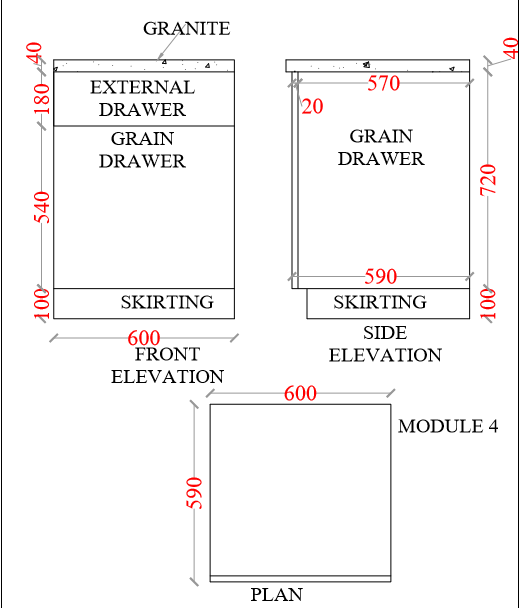 GRANITE
40
180
540
100
EXTERNAL
DRAWER
GRAIN
DRAWER
SKIRTING
600
FRONT
ELEVATION
40
570
20
GRAIN
DRAWER
720
590
SKIRTING
100
SIDE
ELEVATION
600
590
MODULE 4
PLAN